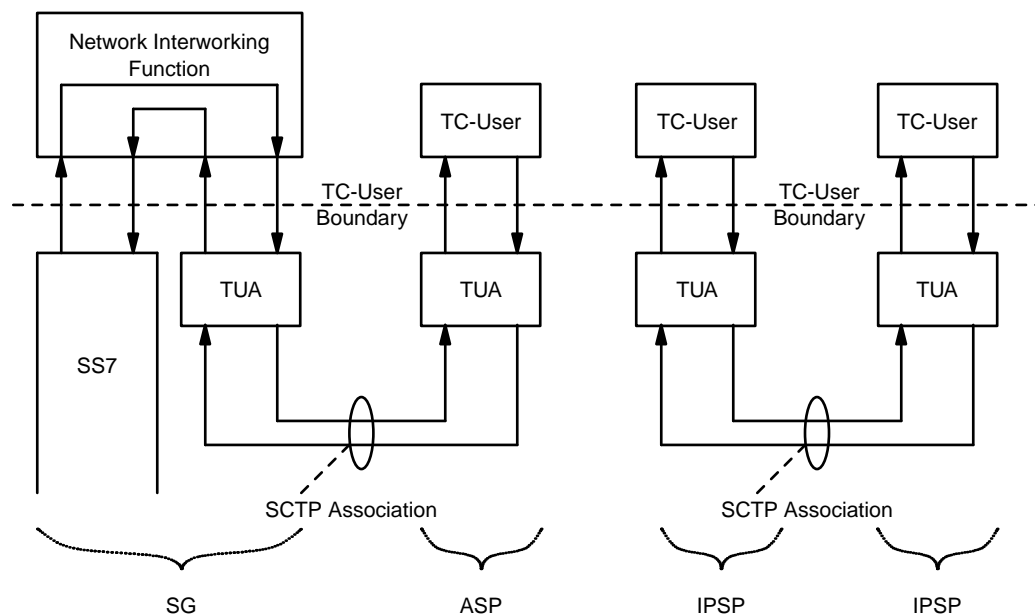 Network Interworking
Function
TC-User
TC-User
TC-User
TC-User
Boundary
TC-User
Boundary
TUA
TUA
TUA
TUA
SS7
SCTP Association
SCTP Association
SG
ASP
IPSP
IPSP